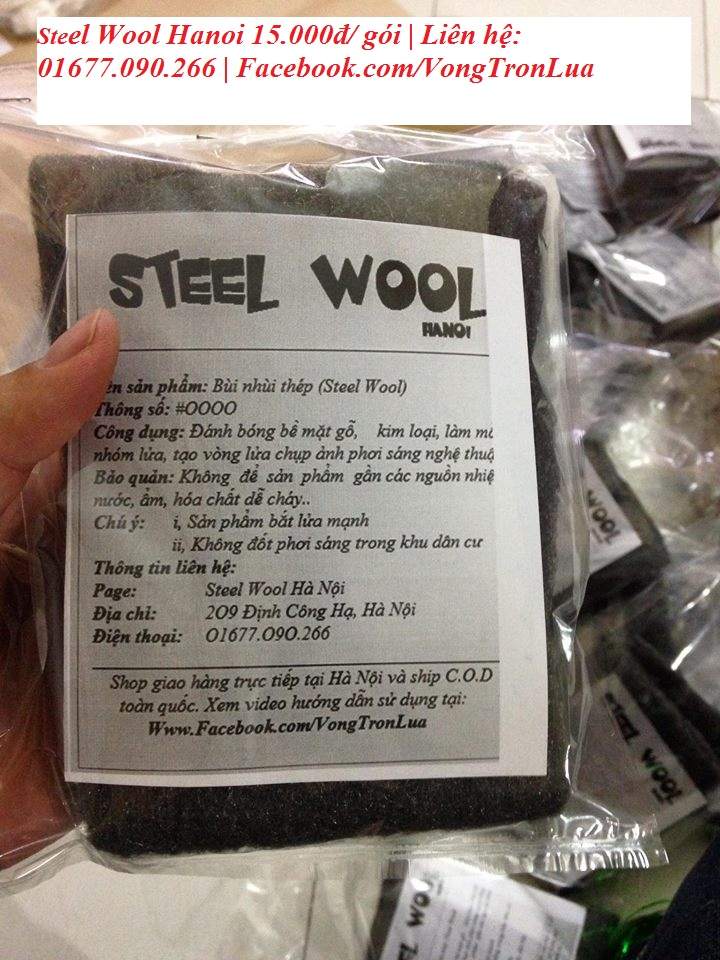 Steel Wool Hanoi 15.000đ/ gói | Liên hệ:
01677.090.266 | Facebook.com/VongTronLua
STEEL WOOL
HANOI
ên sản phẩm: Bùi nhùi thép (Steel Wool)
Thông số: #OOOO
Công dụng: Đánh bóng bề mặt gỗ, kim loại, làm mồ
nhóm lửa, tạo vòng lửa chụp ảnh phơi sáng nghệ thuậ
Bảo quản: Không để sản phẩm gần các nguồn nhiệ
nước, ẩm, hóa chất dễ cháy..
Chú ý: i, Sản phẩm bắt lửa mạnh
ii, Không đốt phơi sáng trong khu dân cư
Thông tin liên hệ:
Page: Steel Wool Hà Nội
Địa chỉ: 209 Định Công Hạ, Hà Nội
Điện thoại: O1677.O9O.266
Shop giao hàng trực tiếp tại Hà Nội và ship C.O.D
toàn quốc. Xem video hướng dẫn sử dụng tại:
Www.Facebook.com/VongTronLua
WOOL
STEEL WOOL
EL WOOL